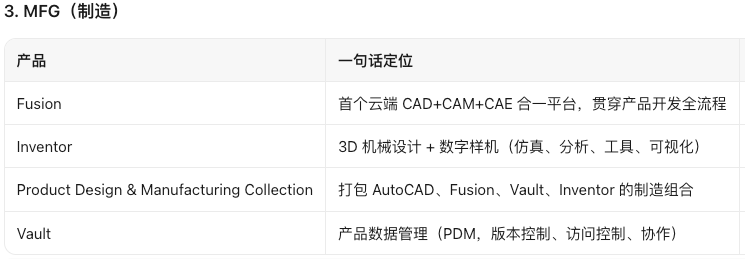 3. MFG（制造）
产品 一句话定位
Fusion 首个云端 CAD+CAM+CAE 合一平台，贯穿产品开发全流程
Inventor 3D 机械设计 + 数字样机（仿真、分析、工具、可视化）
Product Design & Manufacturing Collection 打包 AutoCAD、Fusion、Vault、Inventor 的制造组合
Vault 产品数据管理（PDM，版本控制、访问控制、协作）